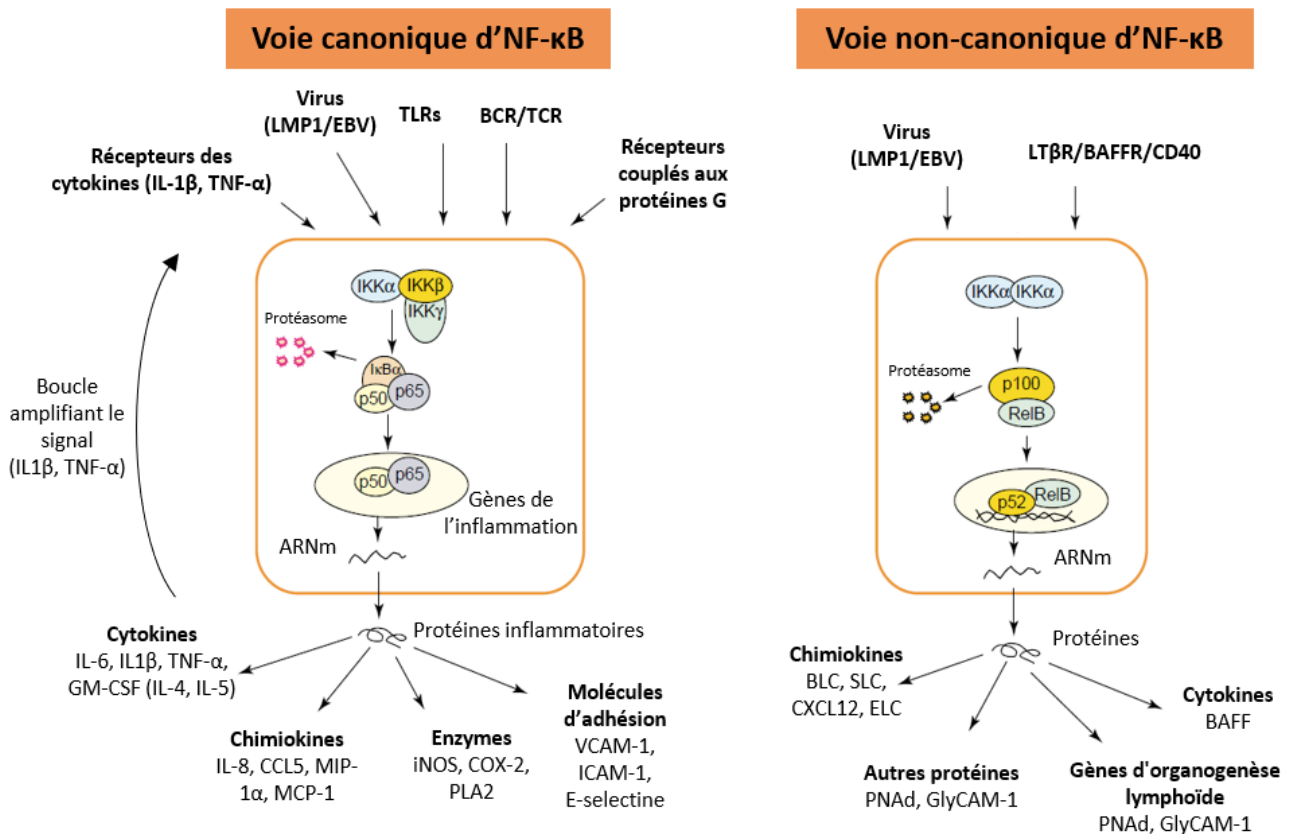 Voie canonique d’NF-κB
Virus
(LMP1/EBV)
TLRs
BCR/TCR
Récepteurs des
cytokines (IL-1β, TNF-α)
Récepteurs
couplés aux
protéines G
IKKα
IKKβ
IKKγ
Protéasome
IκBα
p50
p65
p50
p65
Gènes de
l’inflammation
ARNm
Boucle
amplifiant le
signal
(IL1β, TNF-α)
Protéines inflammatoires
Cytokines
IL-6, IL1β, TNF-α,
GM-CSF (IL-4, IL-5)
Chimiokines
IL-8, CCL5, MIP-
1α, MCP-1
Enzymes
iNOS, COX-2,
PLA2
Molécules
d’adhésion
VCAM-1,
ICAM-1,
E-selectine
Voie non-canonique d’NF-κB
Virus
(LMP1/EBV)
LTβR/BAFFR/CD40
IKKα
IKKα
Protéasome
p100
RelB
p52
RelB
ARNm
Protéines
Chimiokines
BLC, SLC,
CXCL12, ELC
Autres protéines
PNAd, GlyCAM-1
Gènes d'organogenèse
lymphoïde
PNAd, GlyCAM-1
Cytokines
BAFF